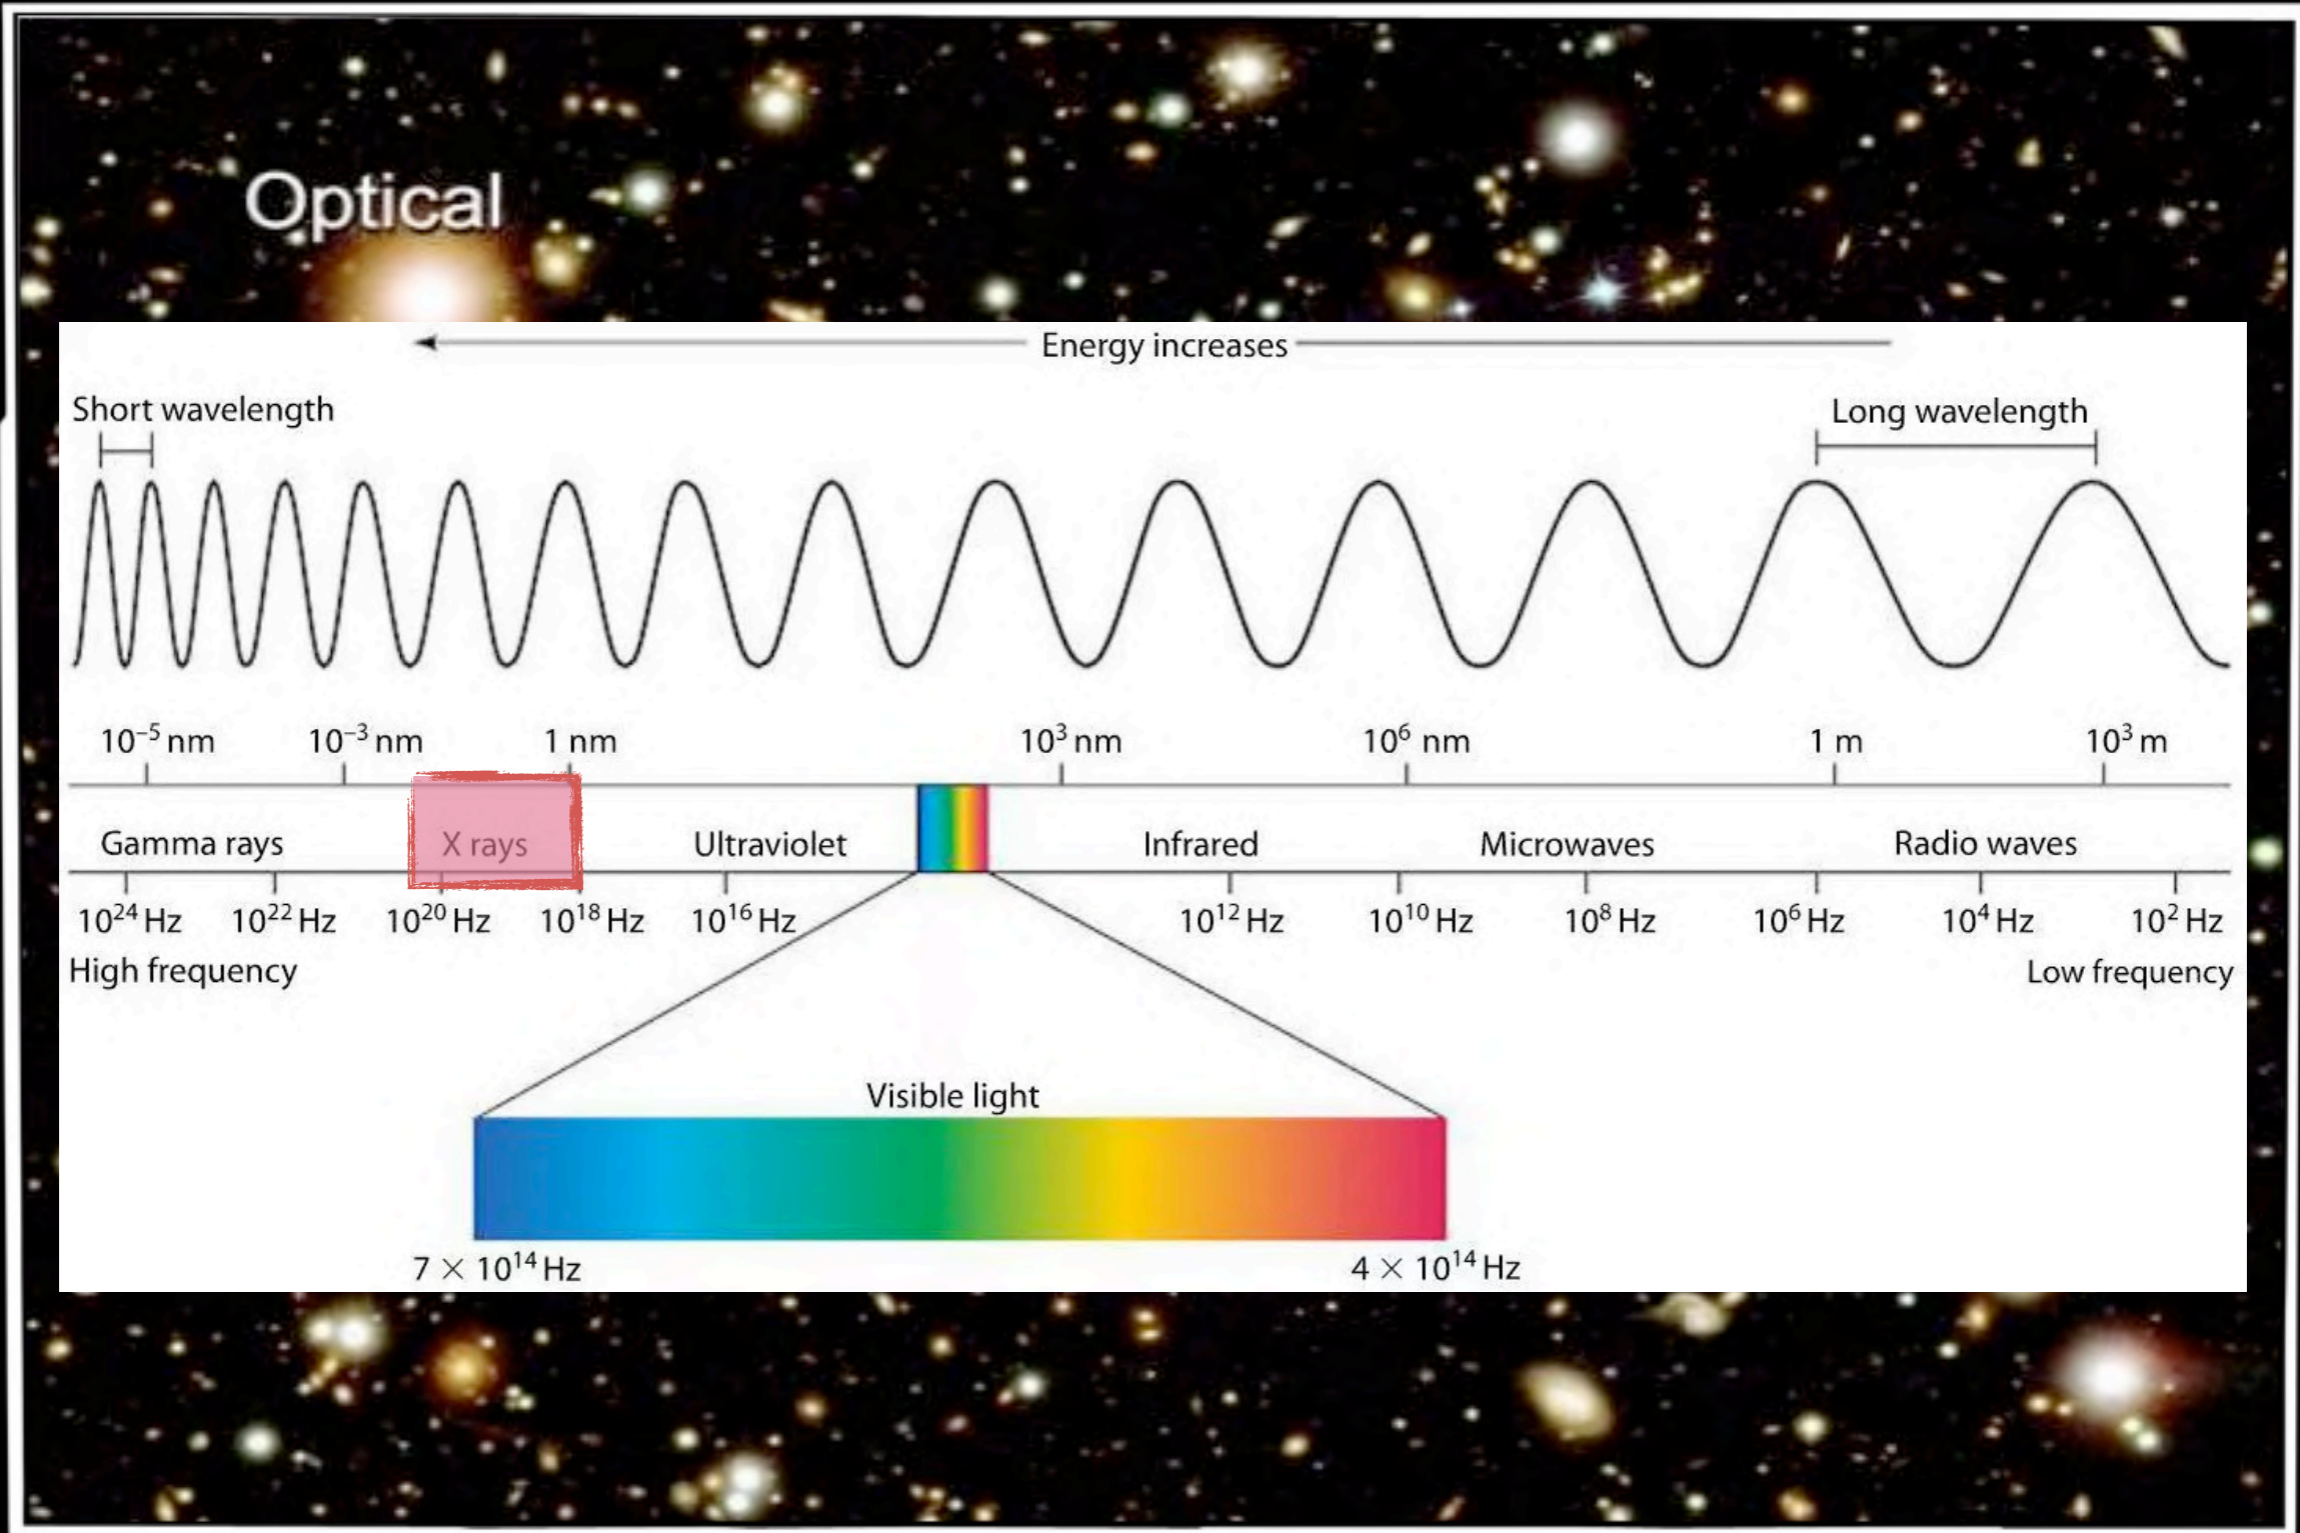 Optical
Energy increases
Short wavelength
Long wavelength
10⁻⁵ nm 10⁻³ nm 1 nm 10³ nm 10⁶ nm 1 m 10³ m
Gamma rays X rays Ultraviolet Infrared Microwaves Radio waves
10²⁴ Hz 10²² Hz 10²⁰ Hz 10¹⁸ Hz 10¹⁶ Hz 10¹² Hz 10¹⁰ Hz 10⁸ Hz 10⁶ Hz 10⁴ Hz 10² Hz
High frequency Low frequency
Visible light
7 × 10¹⁴ Hz 4 × 10¹⁴ Hz